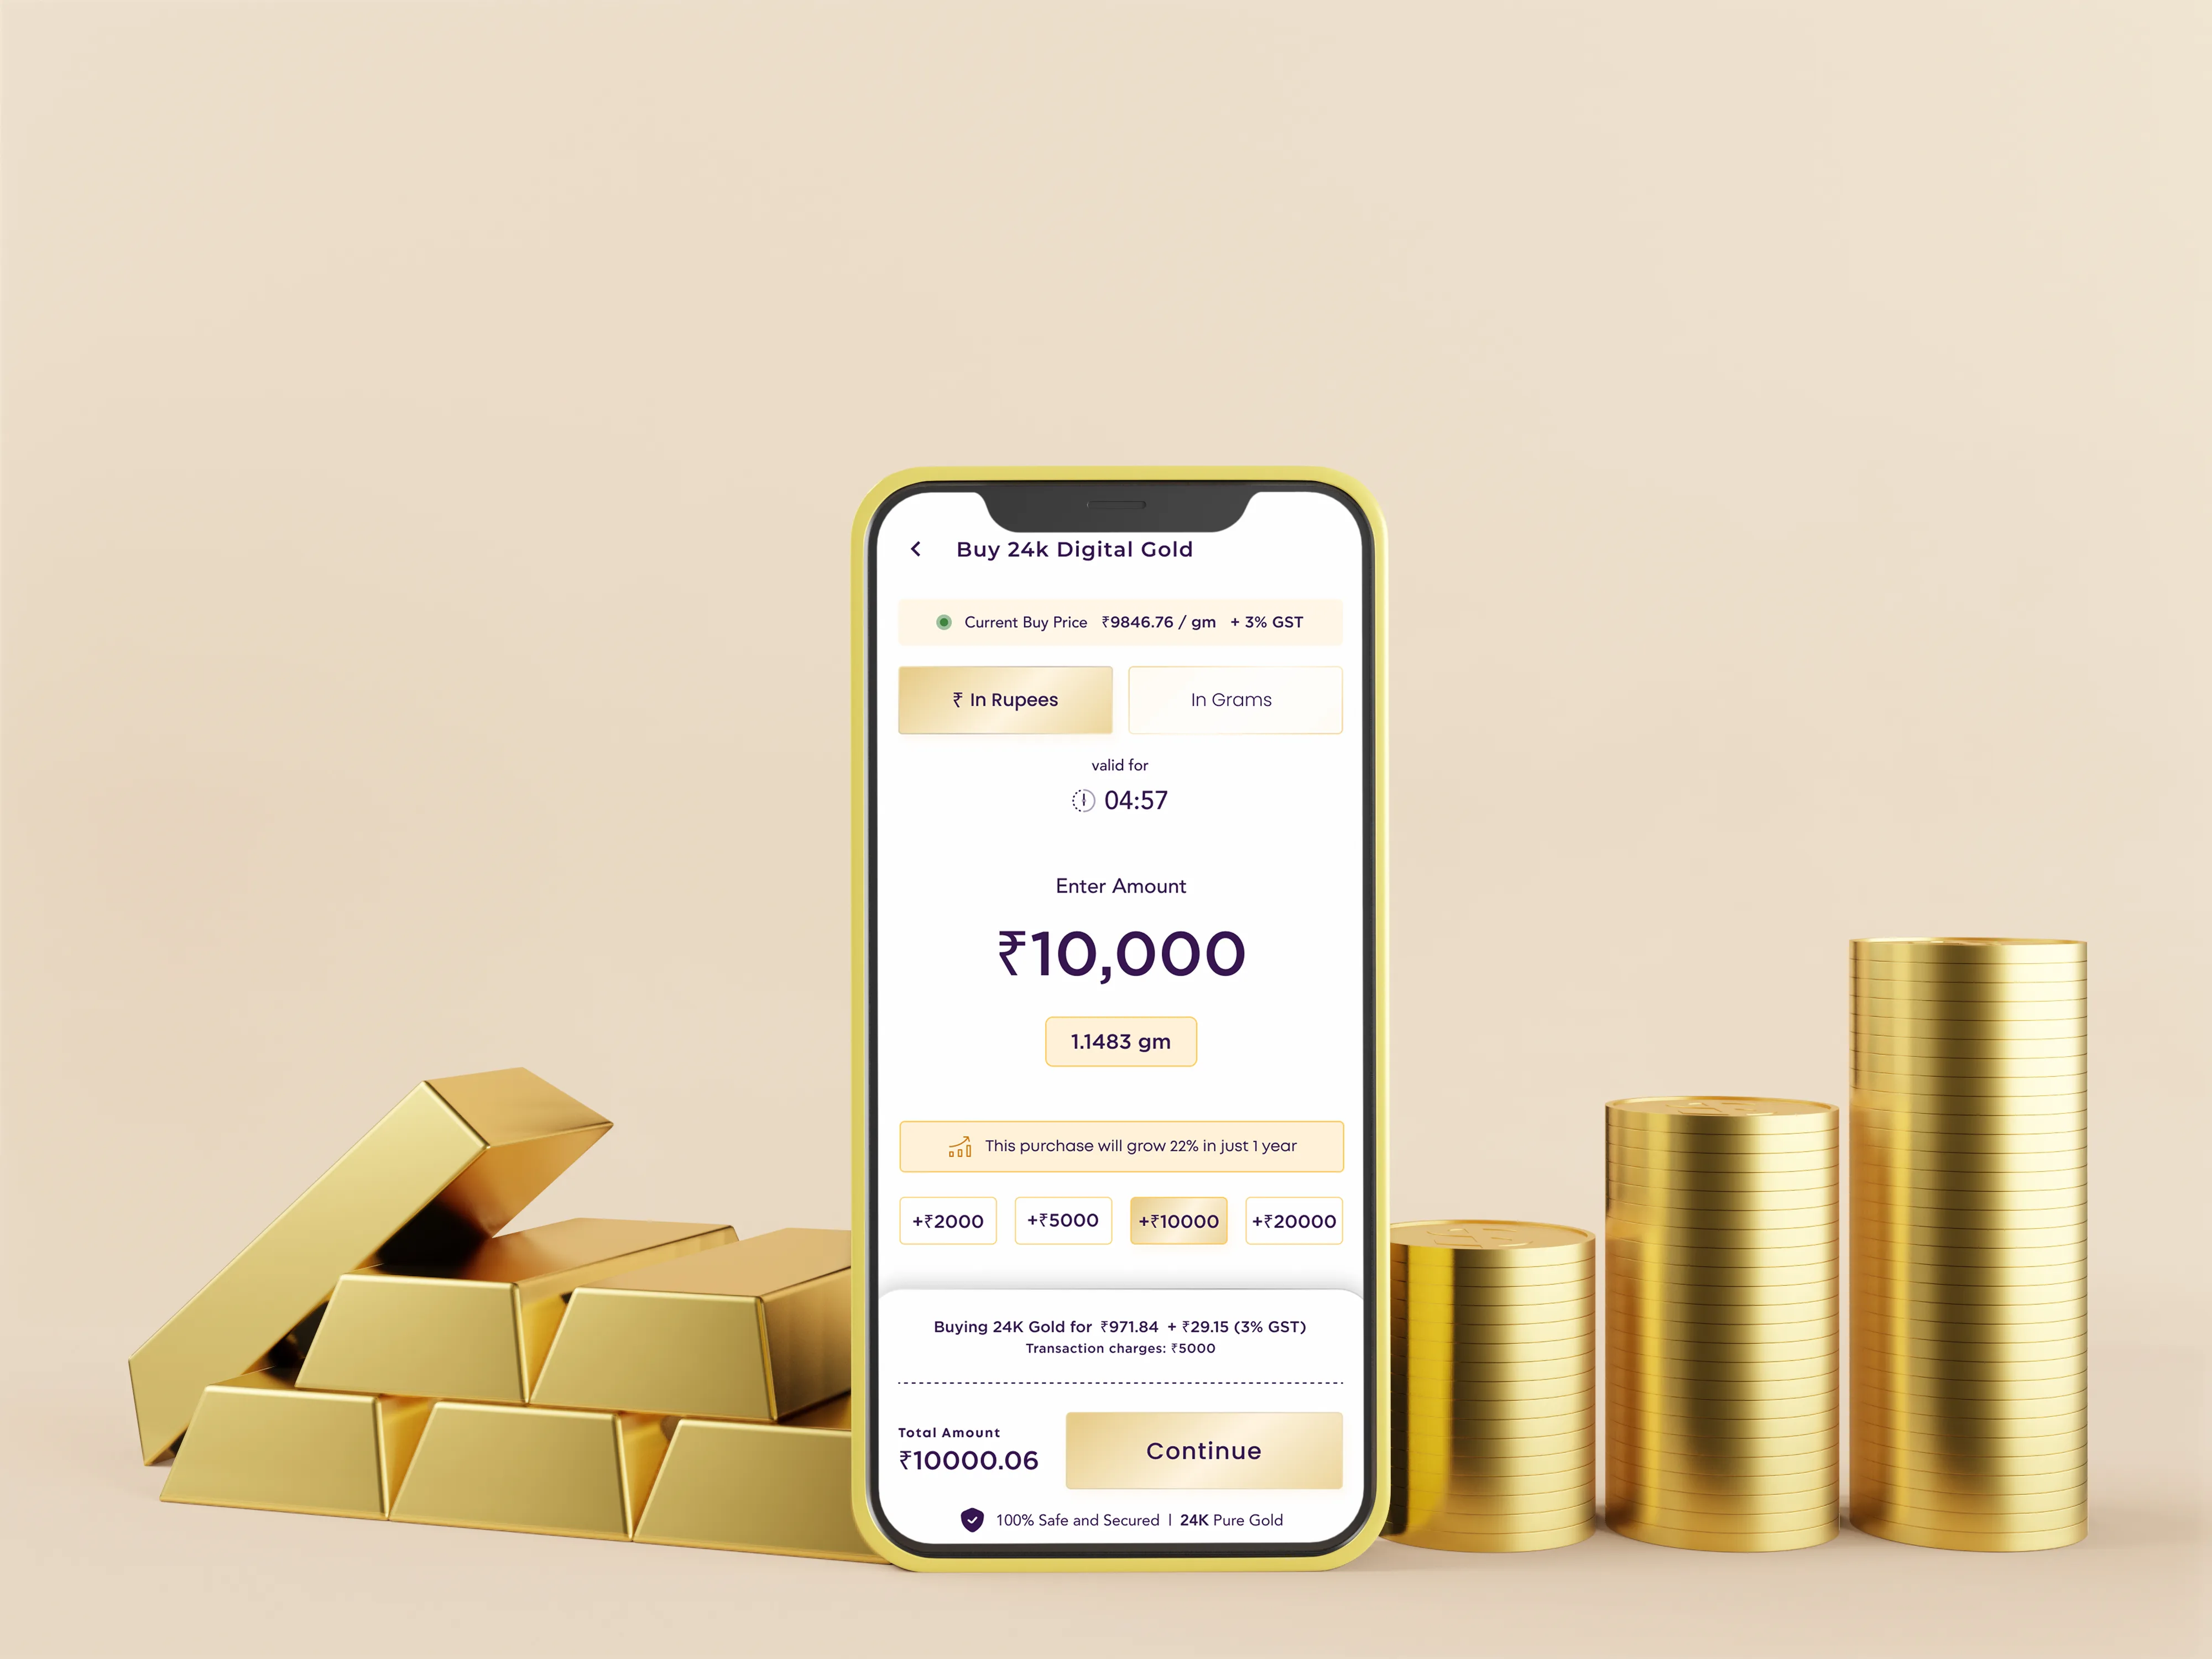 Buy 24k Digital Gold
Current Buy Price ₹9846.76 / gm + 3% GST
₹ In Rupees
In Grams
valid for
04:57
Enter Amount
₹10,000
1.1483 gm
This purchase will grow 22% in just 1 year
+₹2000
+₹5000
+₹10000
+₹20000
Buying 24K Gold for ₹971.84 + ₹29.15 (3% GST)
Transaction charges: ₹5000
Total Amount
₹10000.06
Continue
100% Safe and Secured | 24K Pure Gold